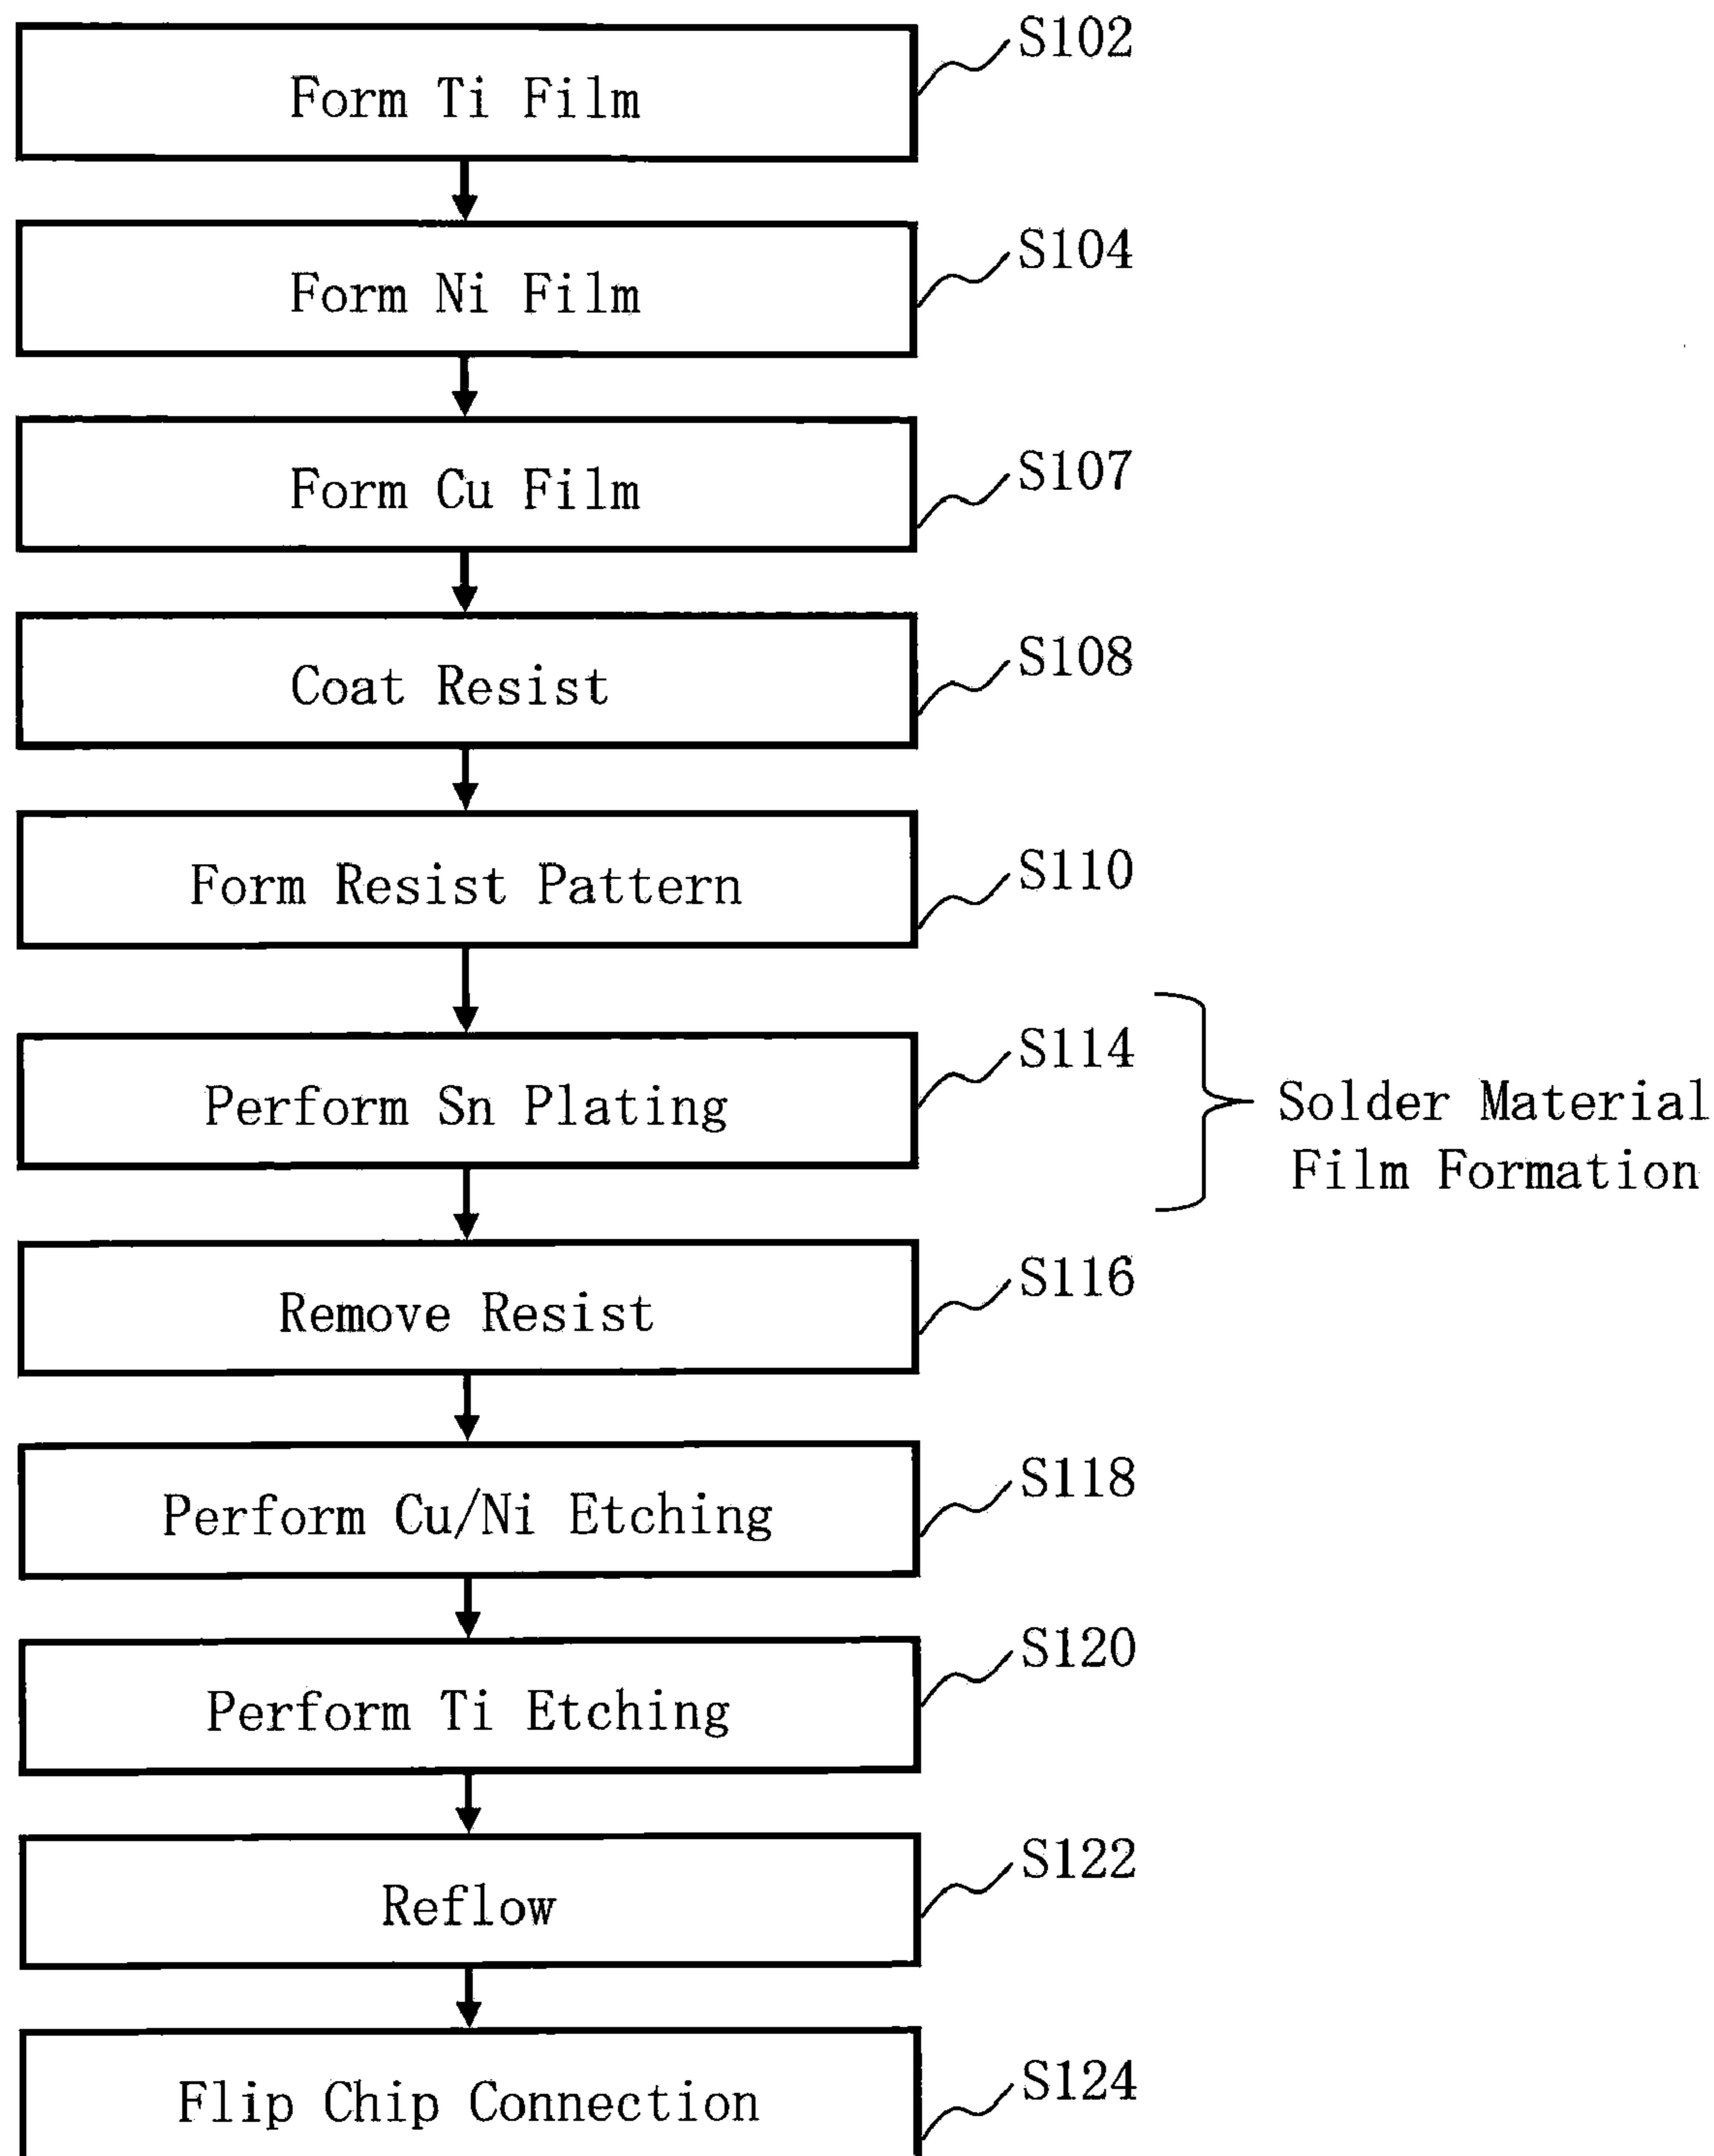 S102
Form Ti Film
S104
Form Ni Film
S107
Form Cu Film
S108
Coat Resist
S110
Form Resist Pattern
S114
Perform Sn Plating
Solder Material
Film Formation
S116
Remove Resist
S118
Perform Cu/Ni Etching
S120
Perform Ti Etching
S122
Reflow
S124
Flip Chip Connection